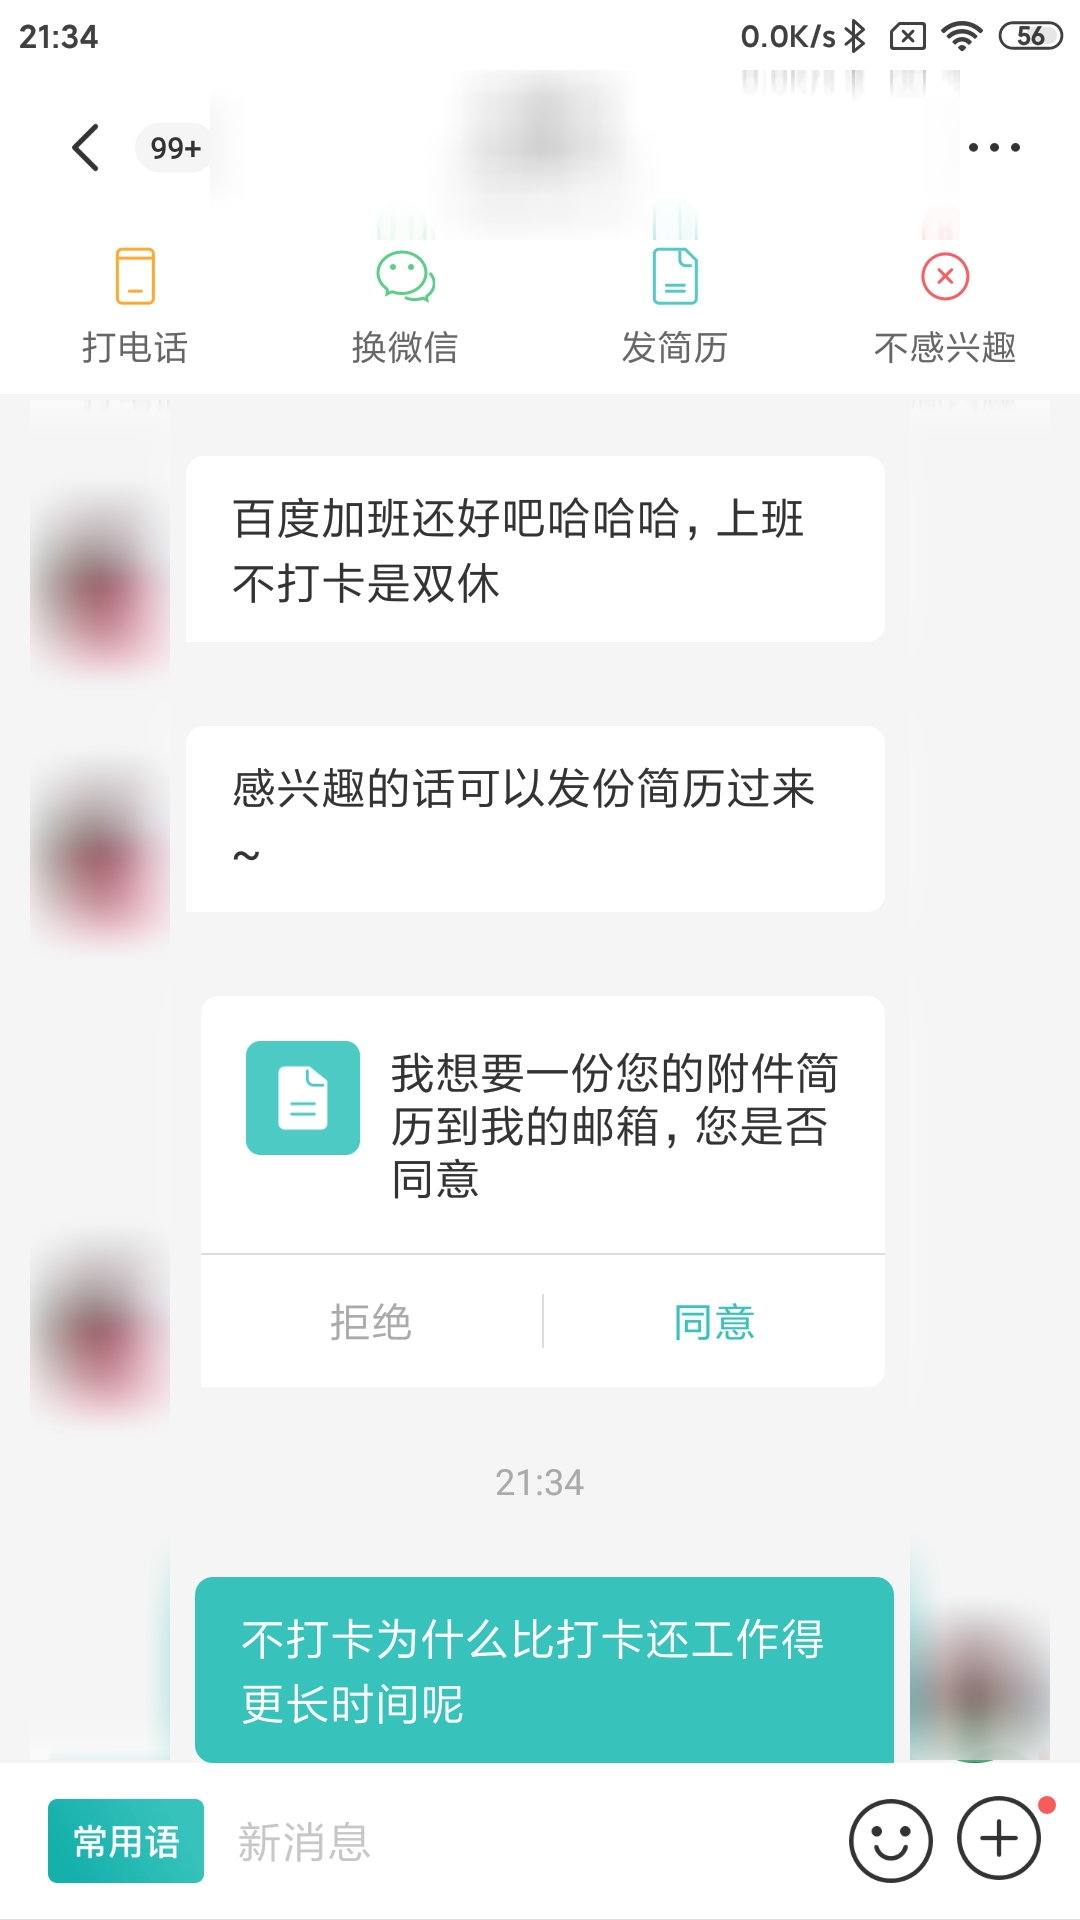 21:34 0.0K/s 56
99+
打电话 换微信 发简历 不感兴趣
百度加班还好吧哈哈哈，上班
不打卡是双休
感兴趣的话可以发份简历过来
~
我想要一份您的附件简
历到我的邮箱，您是否
同意
拒绝 同意
21:34
不打卡为什么比打卡还工作得
更长时间呢
常用语 新消息